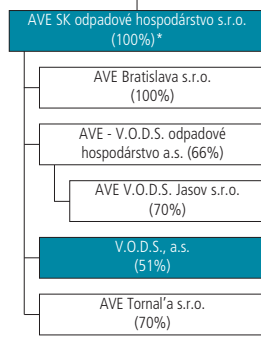 AVE SK odpadové hospodárstvo s.r.o.
(100%)*
AVE Bratislava s.r.o.
(100%)
AVE - V.O.D.S. odpadové
hospodárstvo a.s. (66%)
AVE V.O.D.S. Jasov s.r.o.
(70%)
V.O.D.S., a.s.
(51%)
AVE Tornal'a s.r.o.
(70%)